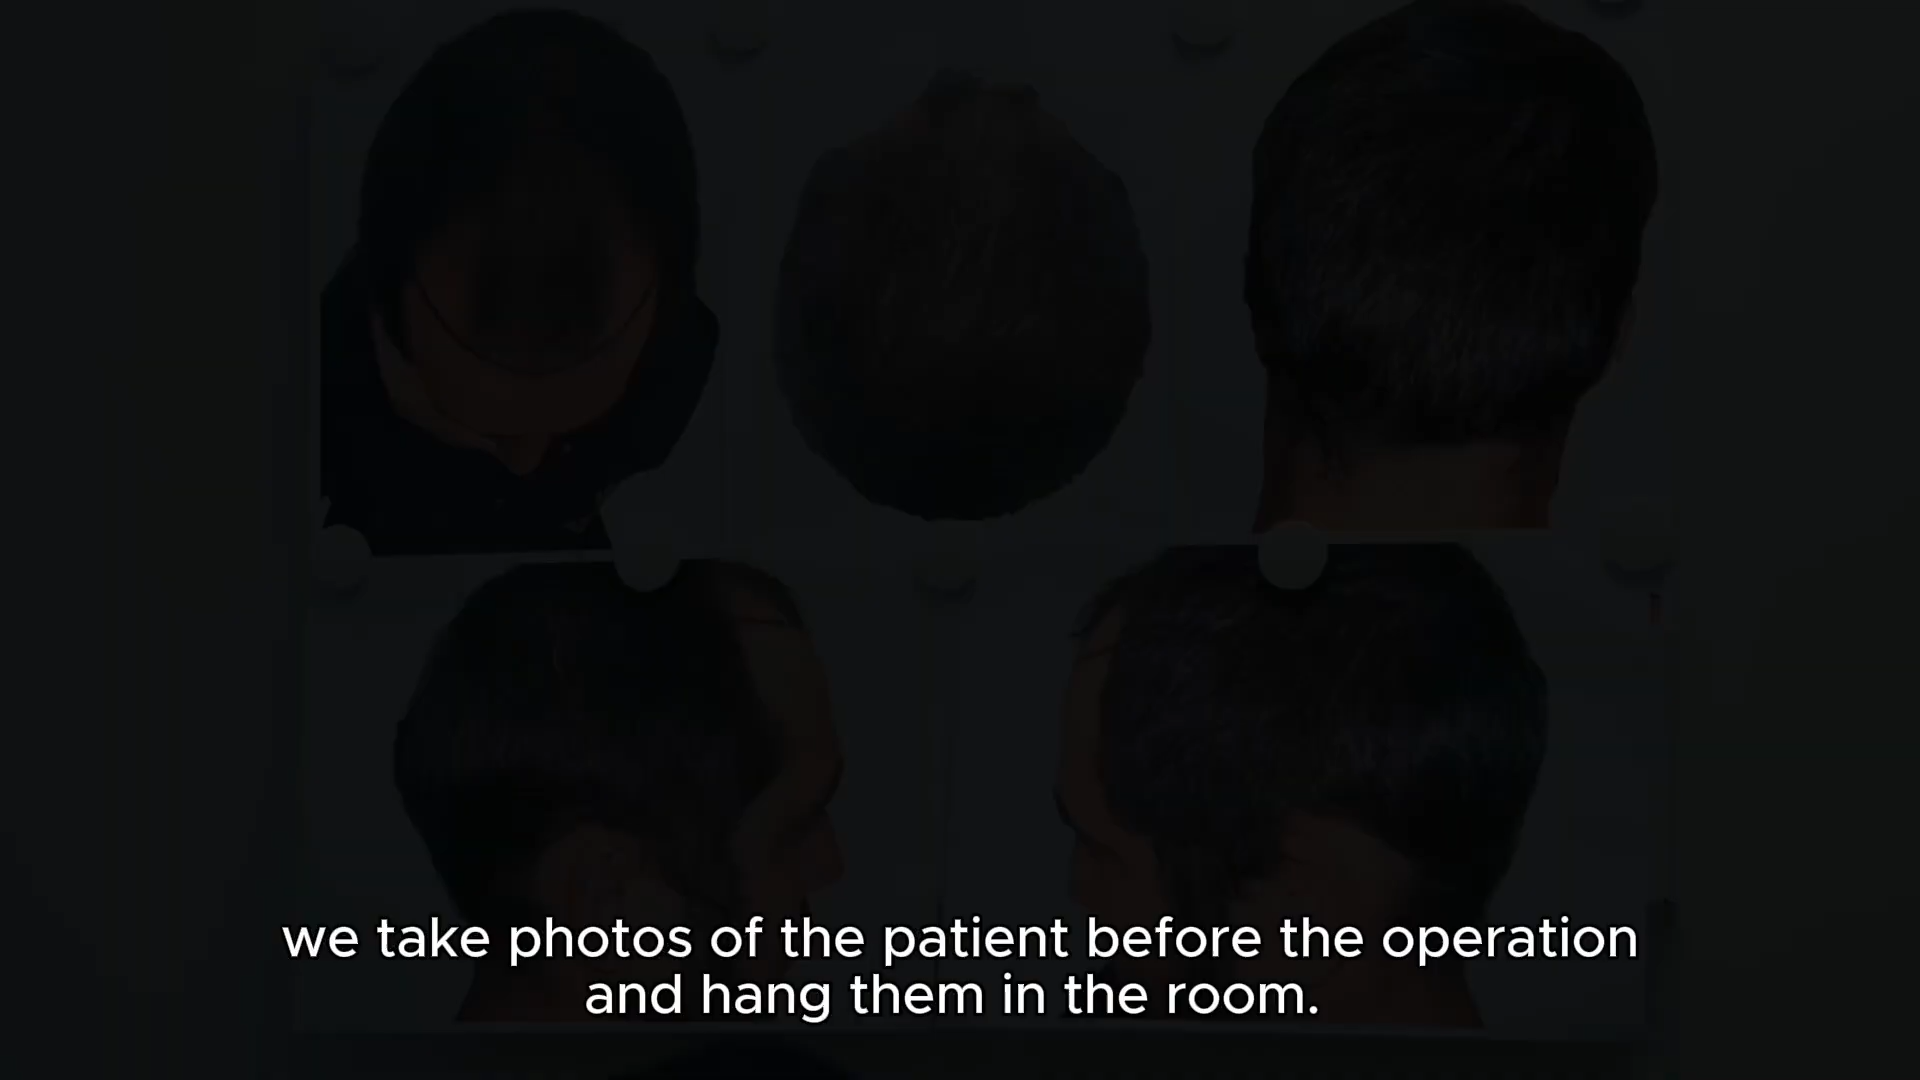 we take photos of the patient before the operation
and hang them in the room.